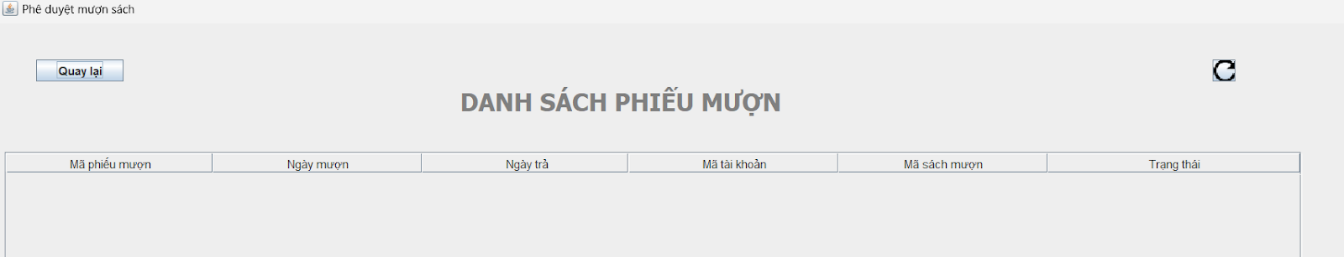 Phê duyệt mượn sách
Quay lại
DANH SÁCH PHIẾU MƯỢN
Mã phiếu mượn Ngày mượn Ngày trả Mã tài khoản Mã sách mượn Trạng thái